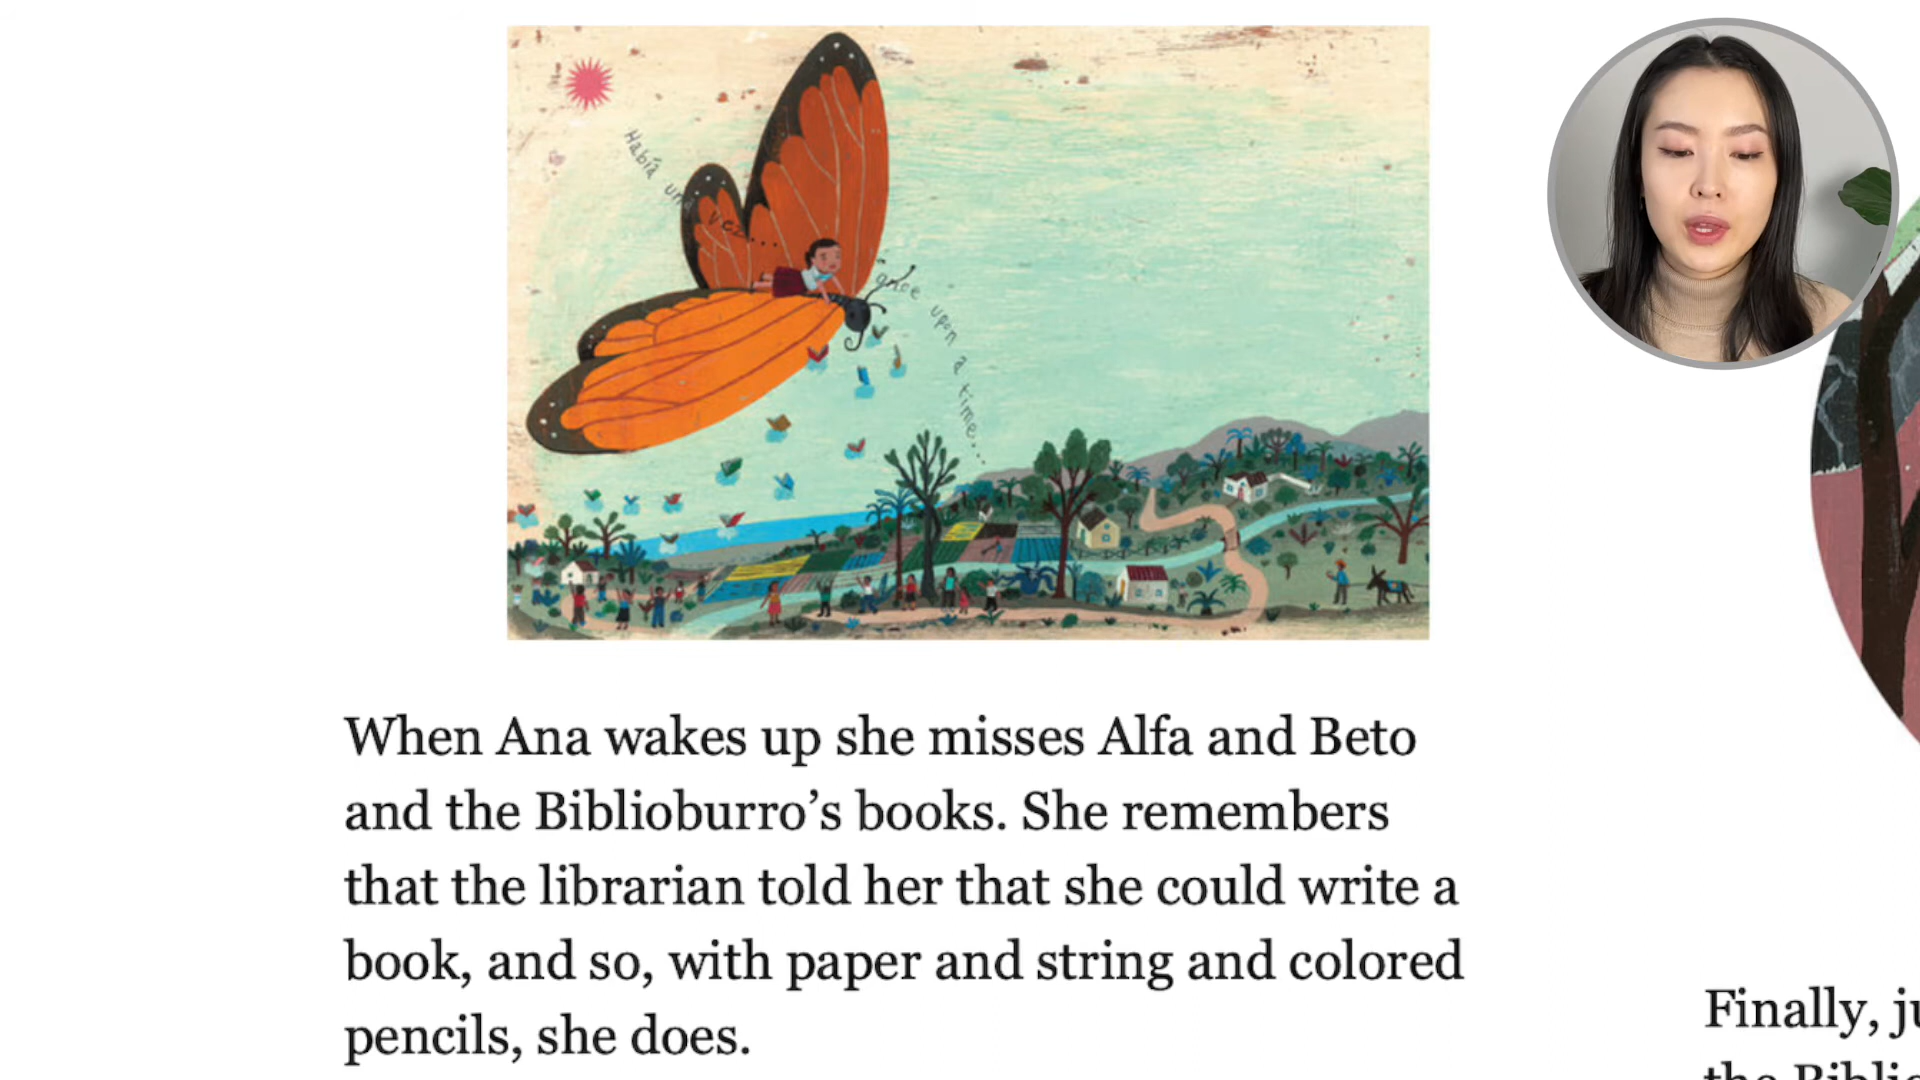 Había una vez...
once upon a time...
When Ana wakes up she misses Alfa and Beto
and the Biblioburro’s books. She remembers
that the librarian told her that she could write a
book, and so, with paper and string and colored
pencils, she does.
Finally,
the